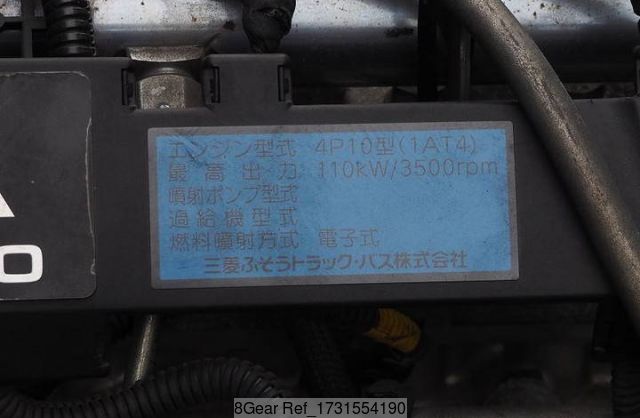 エンジン型式 4P10型(1AT4)
最高出力 110kW/3500rpm
噴射ポンプ型式
過給機型式
燃料噴射方式 電子式
三菱ふそうトラック・バス株式会社
8Gear Ref_1731554190